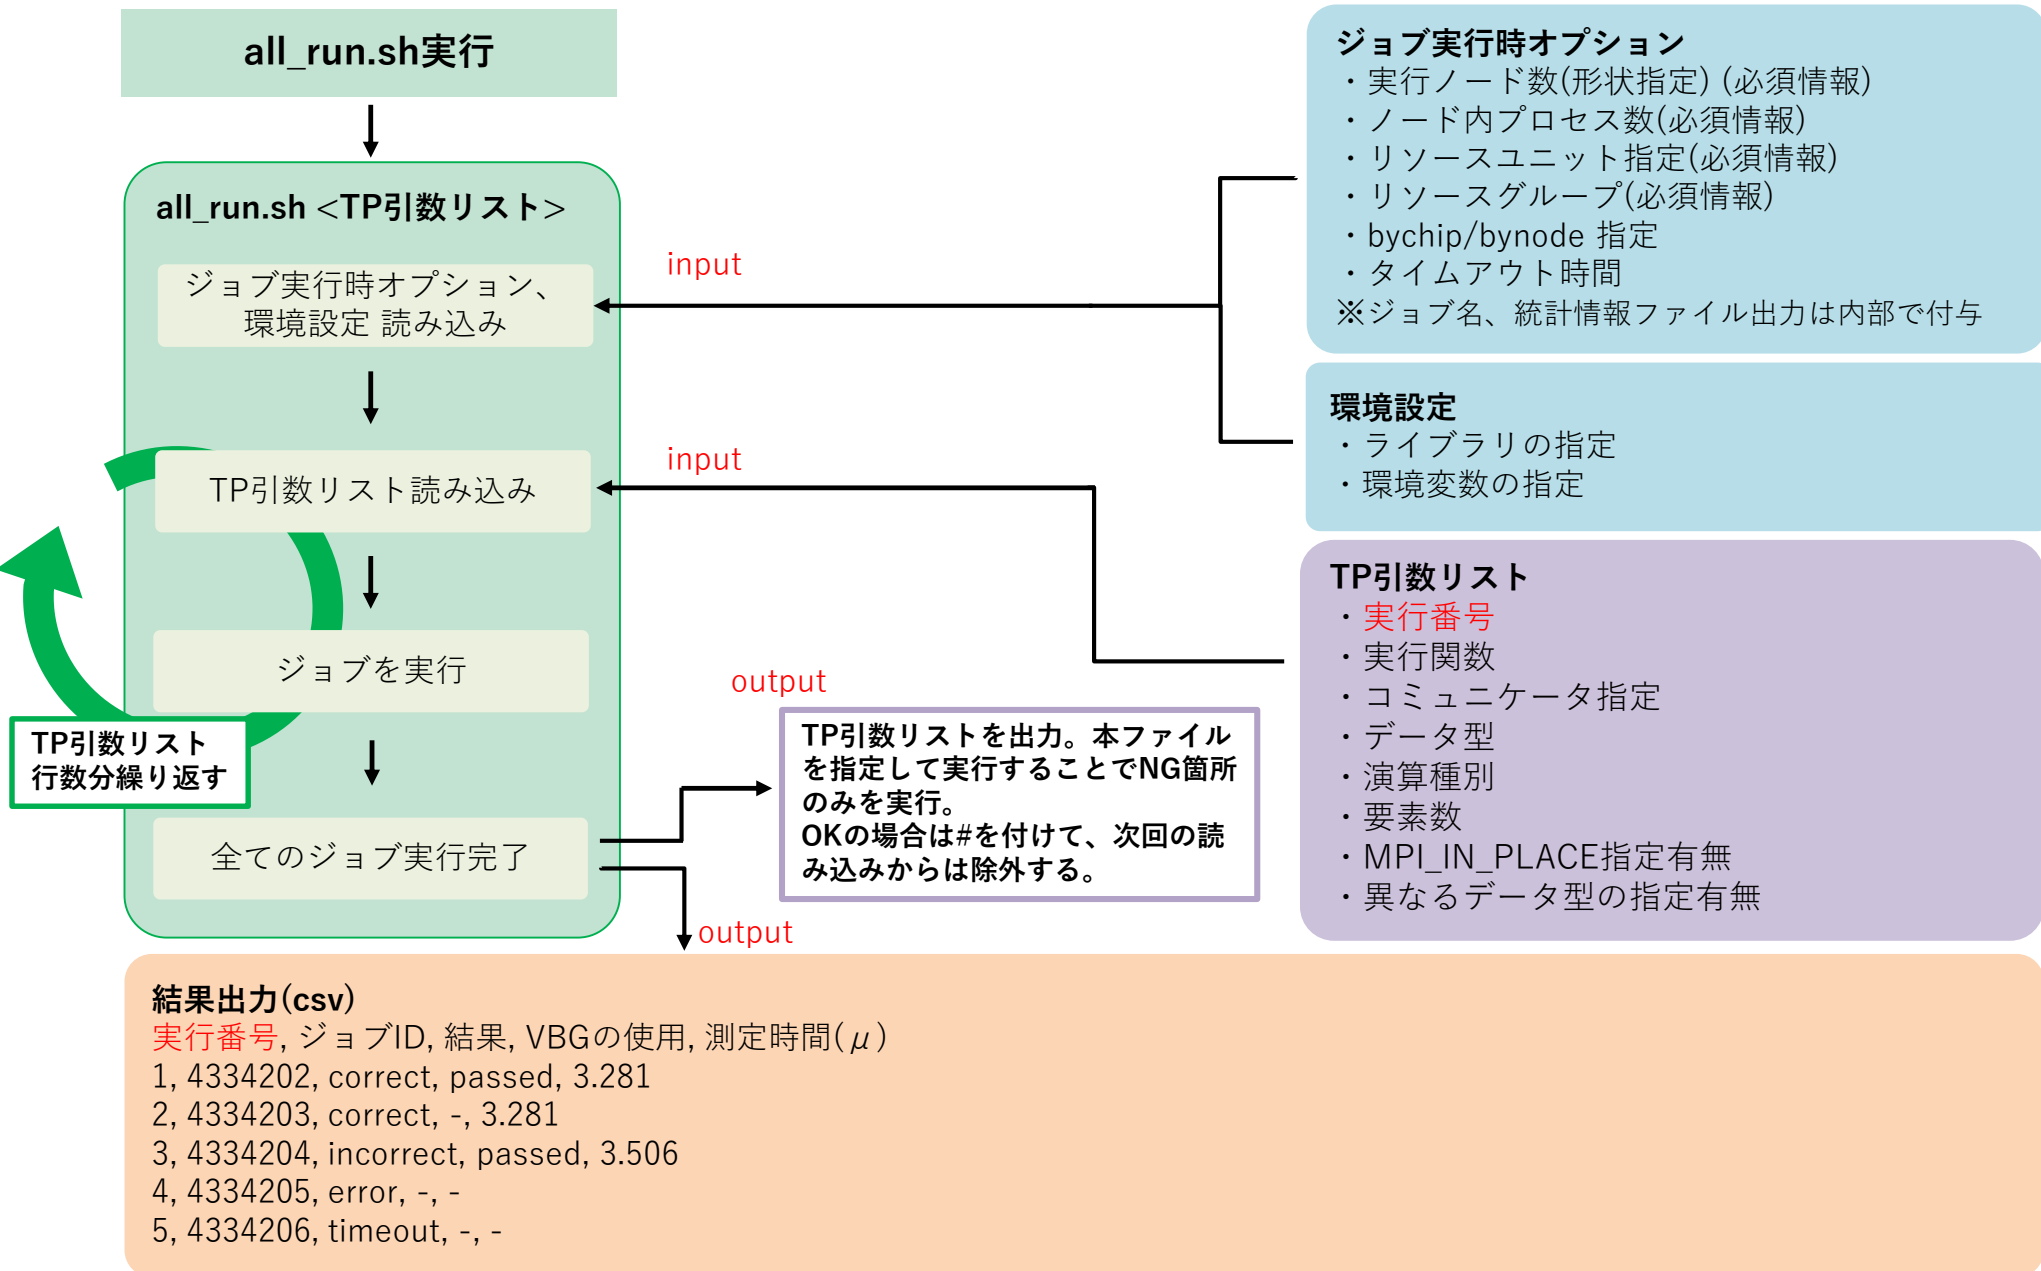 all_run.sh実行
all_run.sh <TP引数リスト>
ジョブ実行時オプション、
環境設定 読み込み
TP引数リスト読み込み
ジョブを実行
全てのジョブ実行完了
TP引数リスト
行数分繰り返す
input
input
output
output
TP引数リストを出力。本ファイル
を指定して実行することでNG箇所
のみを実行。
OKの場合は#を付けて、次回の読
み込みからは除外する。
ジョブ実行時オプション
・実行ノード数(形状指定) (必須情報)
・ノード内プロセス数(必須情報)
・リソースユニット指定(必須情報)
・リソースグループ(必須情報)
・bychip/bynode 指定
・タイムアウト時間
※ジョブ名、統計情報ファイル出力は内部で付与
環境設定
・ライブラリの指定
・環境変数の指定
TP引数リスト
・実行番号
・実行関数
・コミュニケータ指定
・データ型
・演算種別
・要素数
・MPI_IN_PLACE指定有無
・異なるデータ型の指定有無
結果出力(csv)
実行番号, ジョブID, 結果, VBGの使用, 測定時間(μ)
1, 4334202, correct, passed, 3.281
2, 4334203, correct, -, 3.281
3, 4334204, incorrect, passed, 3.506
4, 4334205, error, -, -
5, 4334206, timeout, -, -